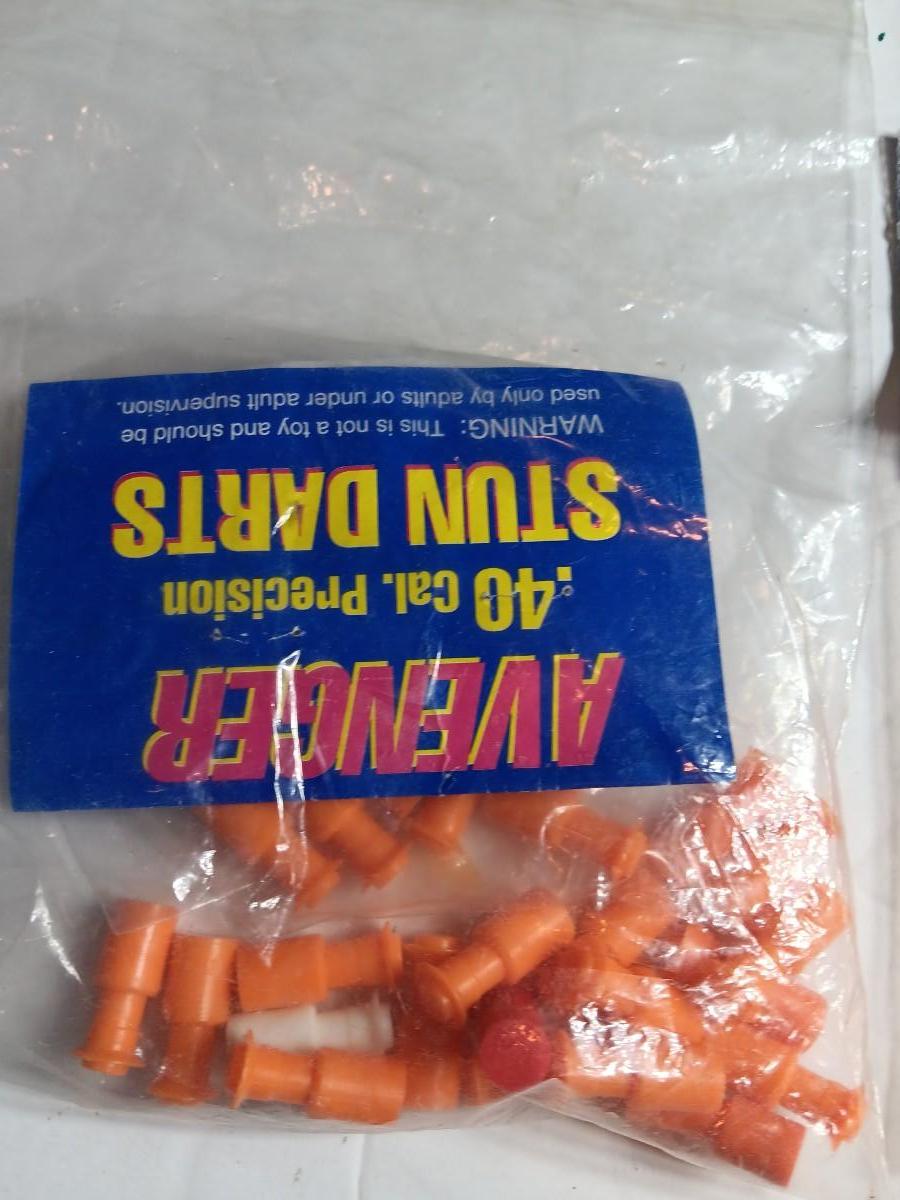 AVENGER
.40 Cal. Precision
STUN DARTS
WARNING: This is not a toy and should be
used only by adults or under adult supervision.